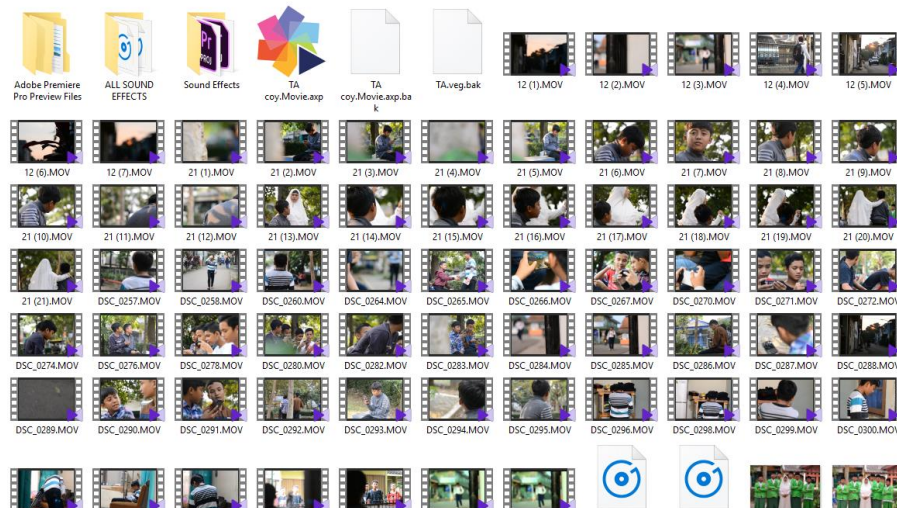 Adobe Premiere
Pro Preview Files
ALL SOUND
EFFECTS
Sound Effects
TA
coy.Movie.axp
TA
coy.Movie.axp.ba
k
TA.veg.bak
12 (1).MOV
12 (2).MOV
12 (3).MOV
12 (4).MOV
12 (5).MOV
12 (6).MOV
12 (7).MOV
21 (1).MOV
21 (2).MOV
21 (3).MOV
21 (4).MOV
21 (5).MOV
21 (6).MOV
21 (7).MOV
21 (8).MOV
21 (9).MOV
21 (10).MOV
21 (11).MOV
21 (12).MOV
21 (13).MOV
21 (14).MOV
21 (15).MOV
21 (16).MOV
21 (17).MOV
21 (18).MOV
21 (19).MOV
21 (20).MOV
21 (21).MOV
DSC_0257.MOV
DSC_0258.MOV
DSC_0260.MOV
DSC_0264.MOV
DSC_0265.MOV
DSC_0266.MOV
DSC_0267.MOV
DSC_0270.MOV
DSC_0271.MOV
DSC_0272.MOV
DSC_0274.MOV
DSC_0276.MOV
DSC_0278.MOV
DSC_0280.MOV
DSC_0282.MOV
DSC_0283.MOV
DSC_0284.MOV
DSC_0285.MOV
DSC_0286.MOV
DSC_0287.MOV
DSC_0288.MOV
DSC_0289.MOV
DSC_0290.MOV
DSC_0291.MOV
DSC_0292.MOV
DSC_0293.MOV
DSC_0294.MOV
DSC_0295.MOV
DSC_0296.MOV
DSC_0298.MOV
DSC_0299.MOV
DSC_0300.MOV